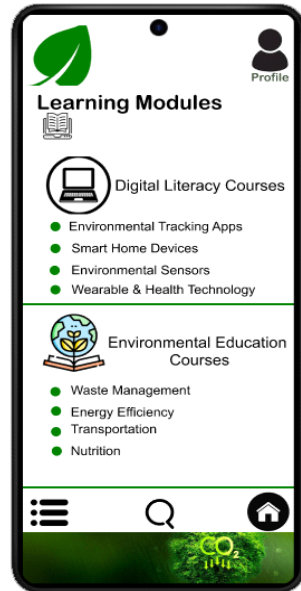 Profile
Learning Modules
Digital Literacy Courses
Environmental Tracking Apps
Smart Home Devices
Environmental Sensors
Wearable & Health Technology
Environmental Education
Courses
Waste Management
Energy Efficiency
Transportation
Nutrition
CO2